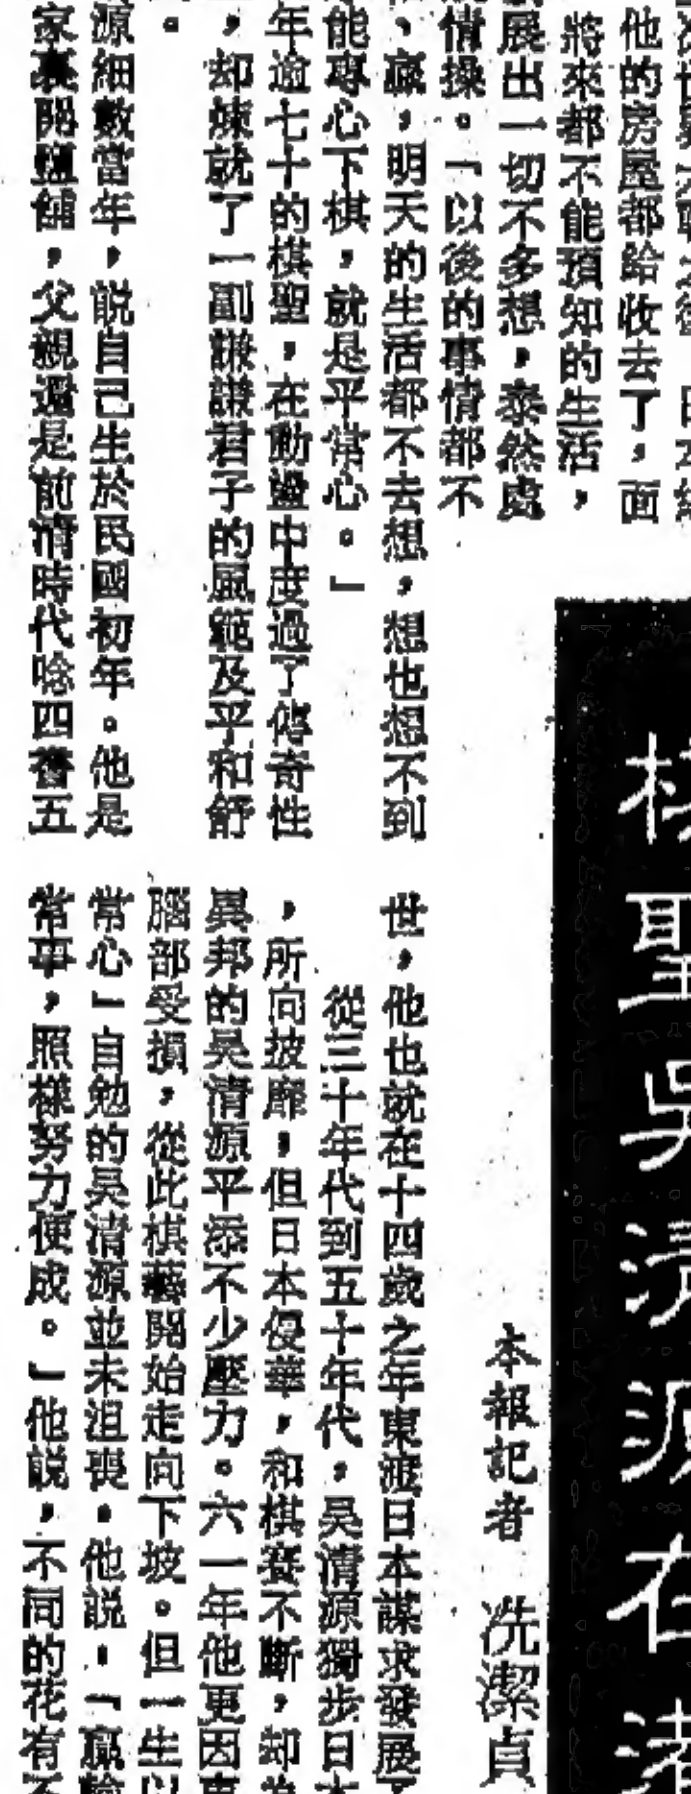 棋聖吳清源在
本報記者 冼潔貞
他的房屋都給收去了，面
將來都不能預知的生活，
展出一切不多想，泰然處
情操。「以後的事情都不
、贏，明天的生活都不去想，想也想不到
能專心下棋，就是平常心。」
年逾七十的棋聖，在動盪中度過了傳奇性
，却煉就了一副謙謙君子的風範及平和舒
。
源細數當年，說自己生於民國初年。他是
家裏開鹽舖，父親還是前清時代唸四書五
世，他也就在十四歲之年東渡日本謀求發展了
從三十年代到五十年代，吳清源獨步日本
，所向披靡，但日本優華，和棋賽不斷，却
異邦的吳清源平添不少壓力。六一年他更因
腦部受損，從此棋藝開始走向下坡。但一生以
常心」自勉的吳清源並未沮喪。他說：「贏輸
常事，照樣努力便成。」他說，不同的花有不